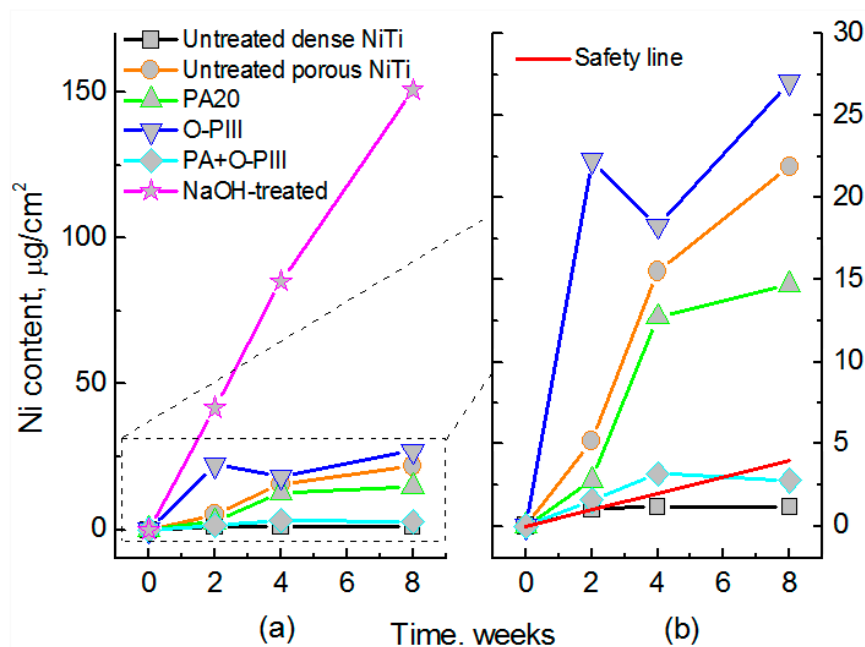 Untreated dense NiTi
Untreated porous NiTi
PA20
O-PIII
PA+O-PIII
NaOH-treated
Safety line
Ni content, μg/cm²
150
100
50
0
30
25
20
15
10
5
0
0 2 4 6 8
0 2 4 6 8
(a) Time. weeks (b)